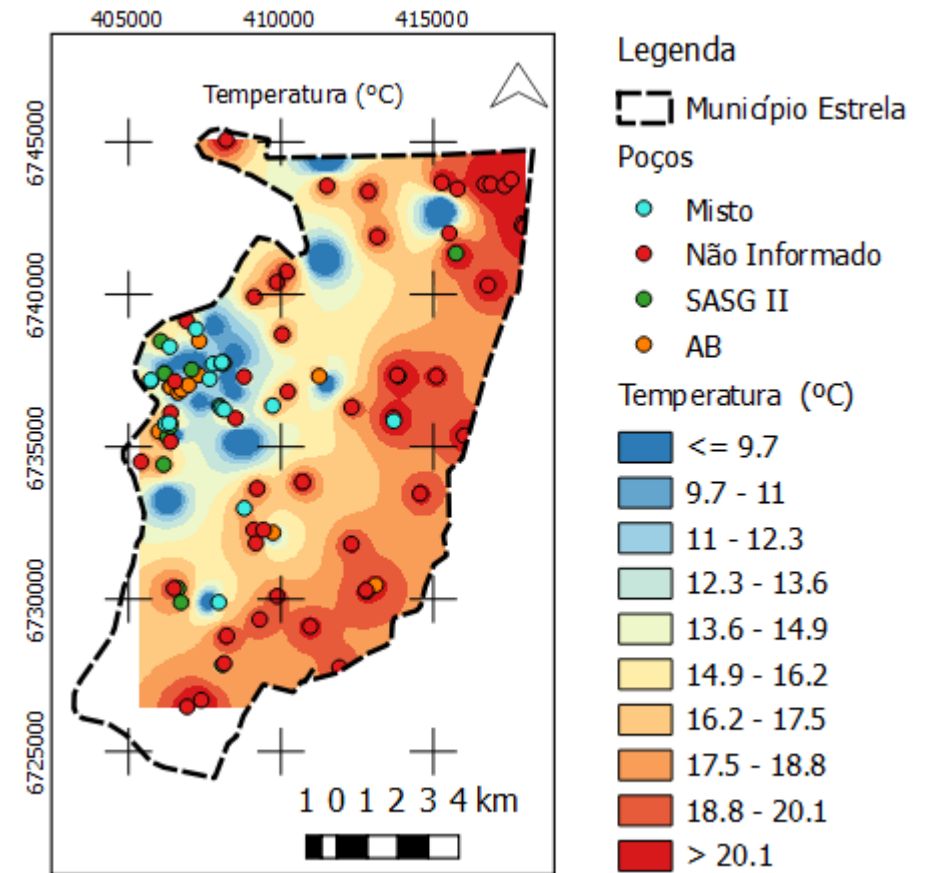 405000 410000 415000
Temperatura (ºC)
6745000
6740000
6735000
6730000
6725000
1 0 1 2 3 4 km
Legenda
Município Estrela
Poços
Misto
Não Informado
SASG II
AB
Temperatura (ºC)
<= 9.7
9.7 - 11
11 - 12.3
12.3 - 13.6
13.6 - 14.9
14.9 - 16.2
16.2 - 17.5
17.5 - 18.8
18.8 - 20.1
> 20.1